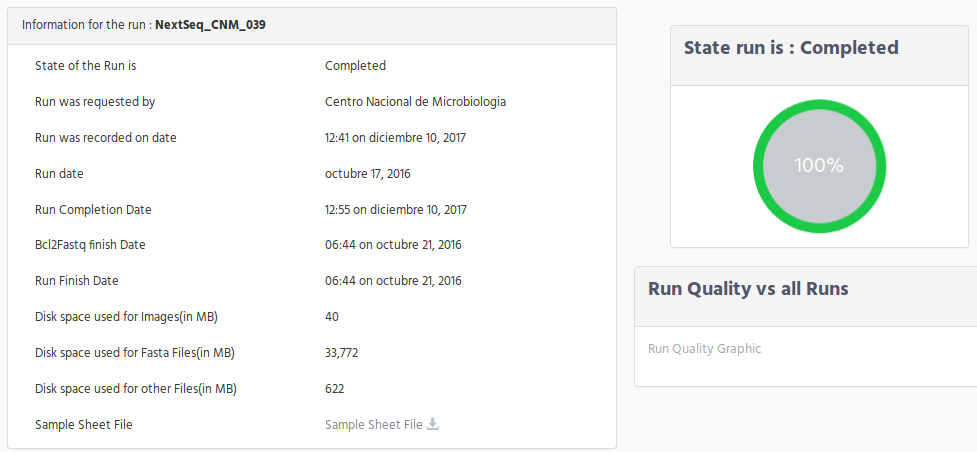 Information for the run : NextSeq_CNM_039
State of the Run is Completed
Run was requested by Centro Nacional de Microbiologia
Run was recorded on date 12:41 on diciembre 10, 2017
Run date octubre 17, 2016
Run Completion Date 12:55 on diciembre 10, 2017
Bcl2Fastq finish Date 06:44 on octubre 21, 2016
Run Finish Date 06:44 on octubre 21, 2016
Disk space used for Images(in MB) 40
Disk space used for Fasta Files(in MB) 33,772
Disk space used for other Files(in MB) 622
Sample Sheet File Sample Sheet File
State run is : Completed
100%
Run Quality vs all Runs
Run Quality Graphic